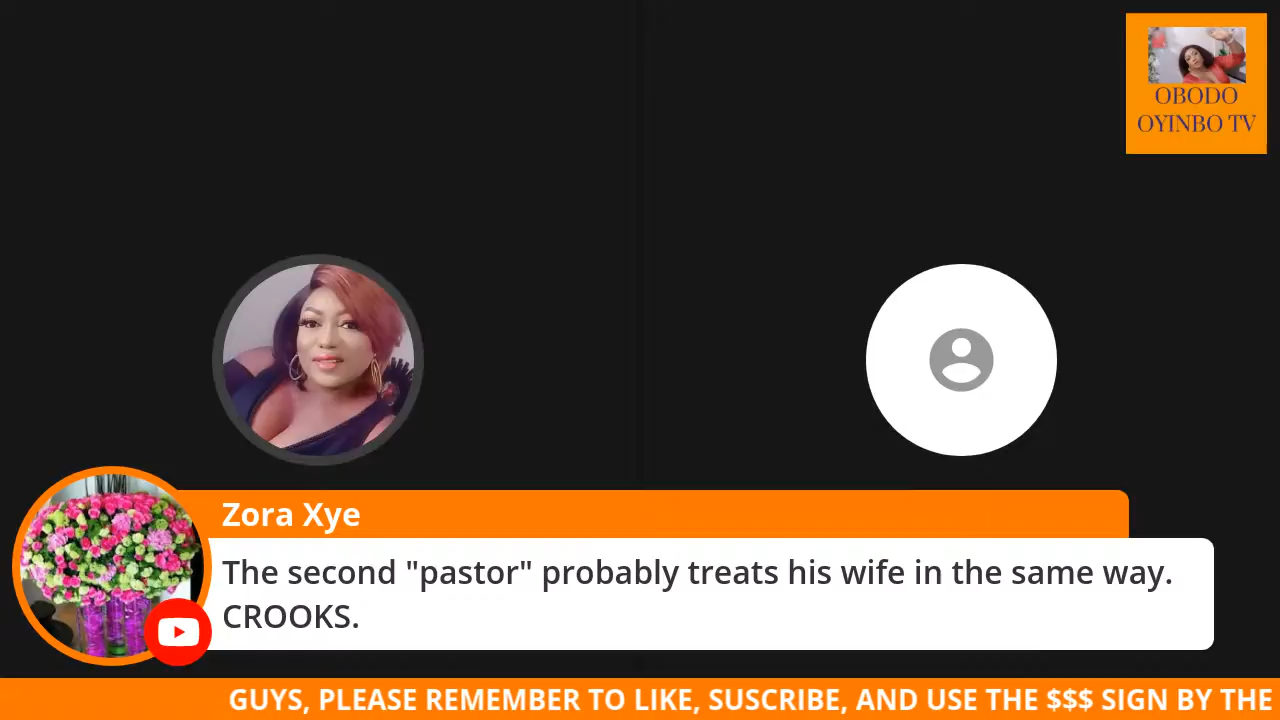 OBODO
OYINBO TV
Zora Xye
The second "pastor" probably treats his wife in the same way.
CROOKS.
GUYS, PLEASE REMEMBER TO LIKE, SUSCRIBE, AND USE THE $$$ SIGN BY THE